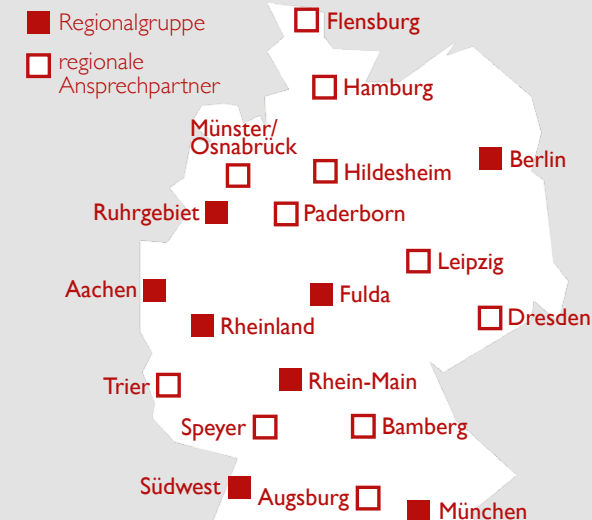 Regionalgruppe
regionale
Ansprechpartner
Flensburg
Hamburg
Münster/
Osnabrück
Hildesheim
Berlin
Ruhrgebiet
Paderborn
Leipzig
Aachen
Fulda
Dresden
Rheinland
Trier
Rhein-Main
Speyer
Bamberg
Südwest
Augsburg
München